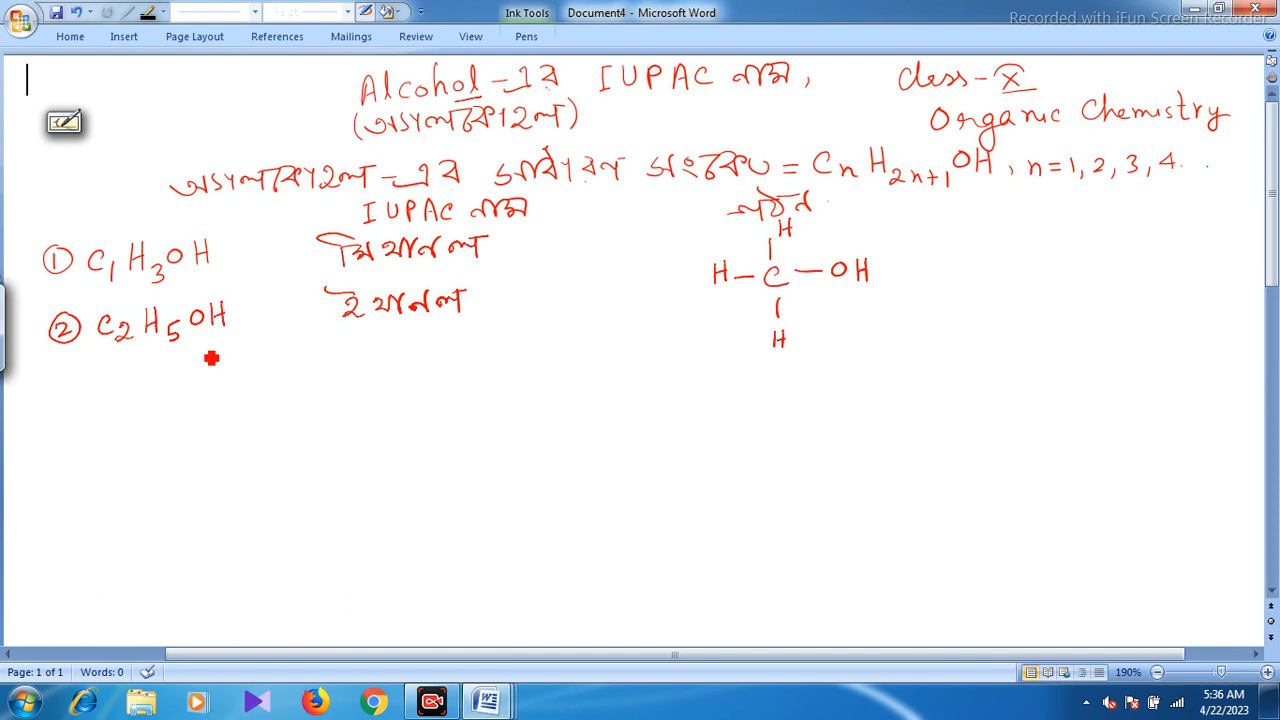 Ink Tools Document4 - Microsoft Word
Recorded with iFun Screen Recorder
Home Insert Page Layout References Mailings Review View Pens
Alcohol-এর IUPAC নাম, class-X
(অ্যালকোহল) Organic Chemistry
অ্যালকোহল-এর সাধারণ সংকেত = CnH2n+1OH, n=1, 2, 3, 4...
IUPAC নাম গঠন
① C1H3OH মিথানল
H
H-C-OH
H
② C2H5OH ইথানল
Page: 1 of 1 Words: 0 190%
5:36 AM
4/22/2023